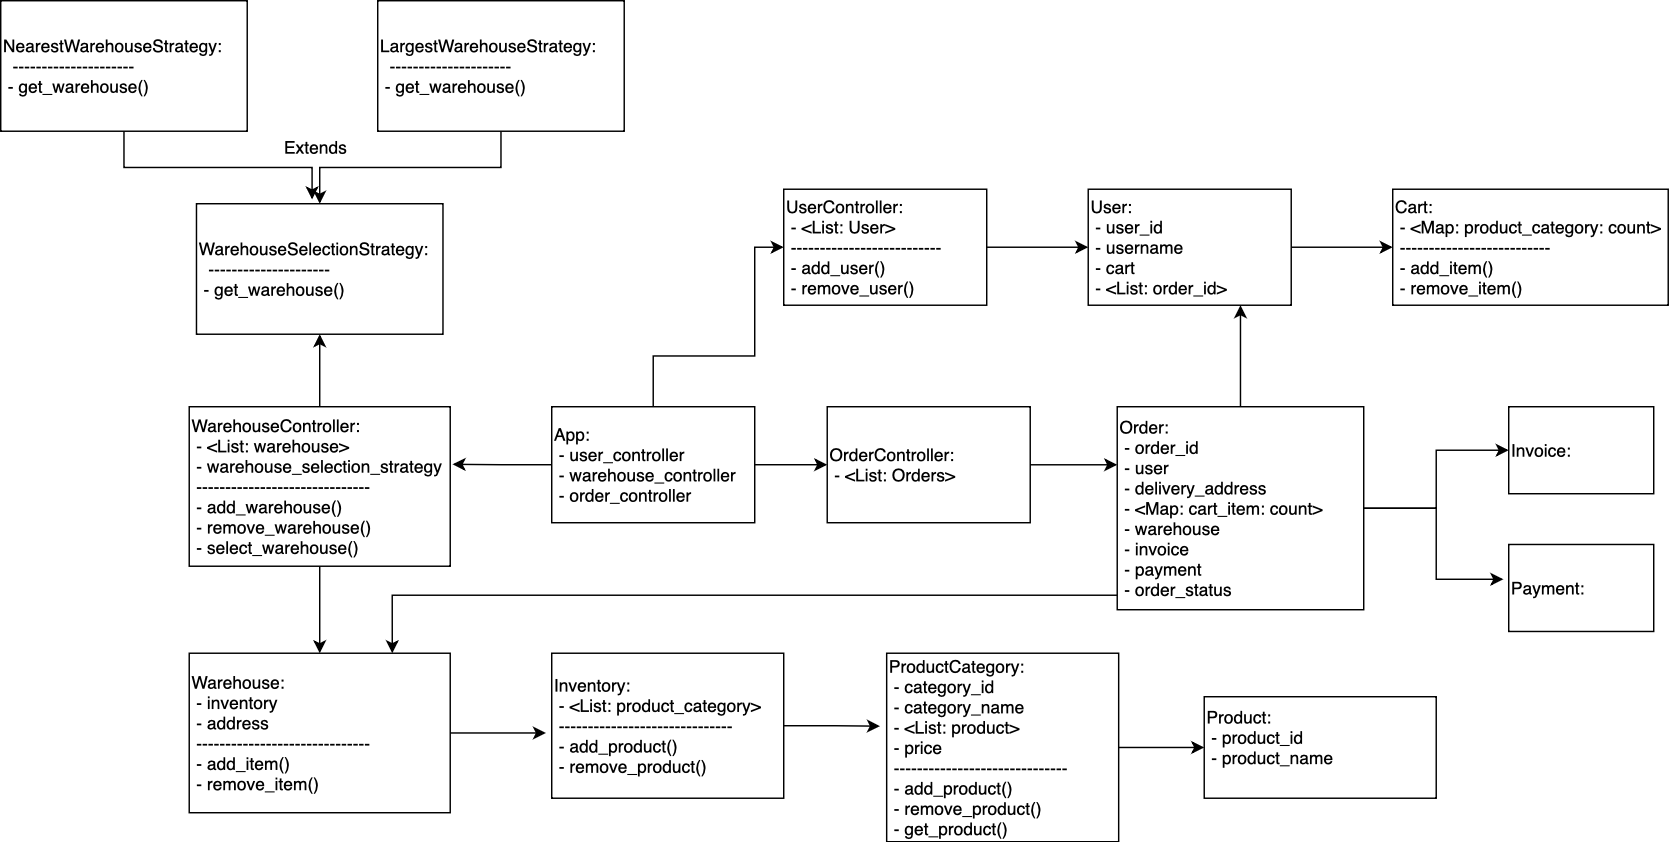 NearestWarehouseStrategy:
---------------------
- get_warehouse()
LargestWarehouseStrategy:
---------------------
- get_warehouse()
Extends
WarehouseSelectionStrategy:
---------------------
- get_warehouse()
UserController:
- <List: User>
--------------------------
- add_user()
- remove_user()
User:
- user_id
- username
- cart
- <List: order_id>
Cart:
- <Map: product_category: count>
--------------------------
- add_item()
- remove_item()
WarehouseController:
- <List: warehouse>
- warehouse_selection_strategy
------------------------------
- add_warehouse()
- remove_warehouse()
- select_warehouse()
App:
- user_controller
- warehouse_controller
- order_controller
OrderController:
- <List: Orders>
Order:
- order_id
- user
- delivery_address
- <Map: cart_item: count>
- warehouse
- invoice
- payment
- order_status
Invoice:
Payment:
Warehouse:
- inventory
- address
------------------------------
- add_item()
- remove_item()
Inventory:
- <List: product_category>
------------------------------
- add_product()
- remove_product()
ProductCategory:
- category_id
- category_name
- <List: product>
- price
------------------------------
- add_product()
- remove_product()
- get_product()
Product:
- product_id
- product_name